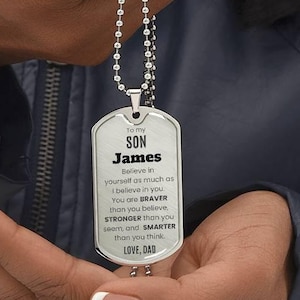 To my
SON
James
Believe in
yourself as much as
I believe in you.
You are BRAVER
than you believe,
STRONGER than you
seem, and SMARTER
than you think.
LOVE, DAD